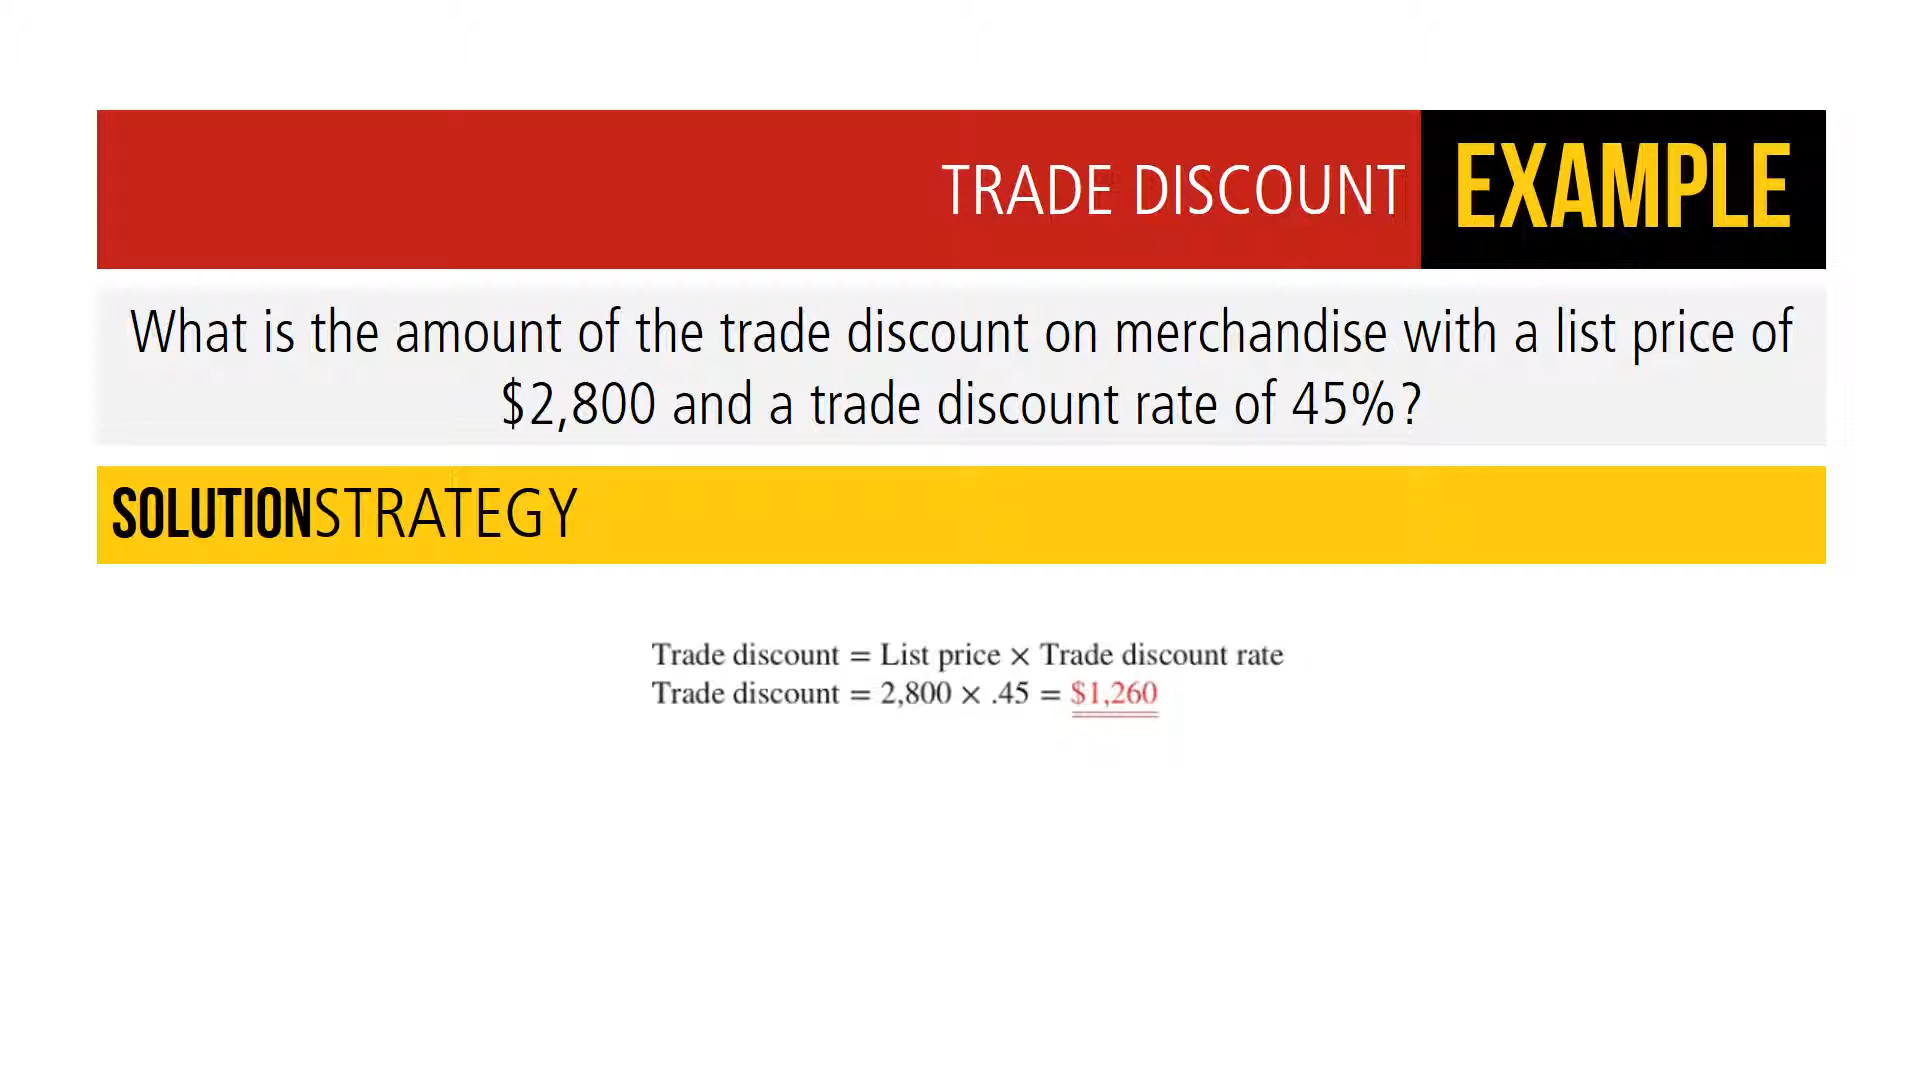 TRADE DISCOUNT EXAMPLE
What is the amount of the trade discount on merchandise with a list price of
$2,800 and a trade discount rate of 45%?
SOLUTIONSTRATEGY
Trade discount = List price × Trade discount rate
Trade discount = 2,800 × .45 = $1,260